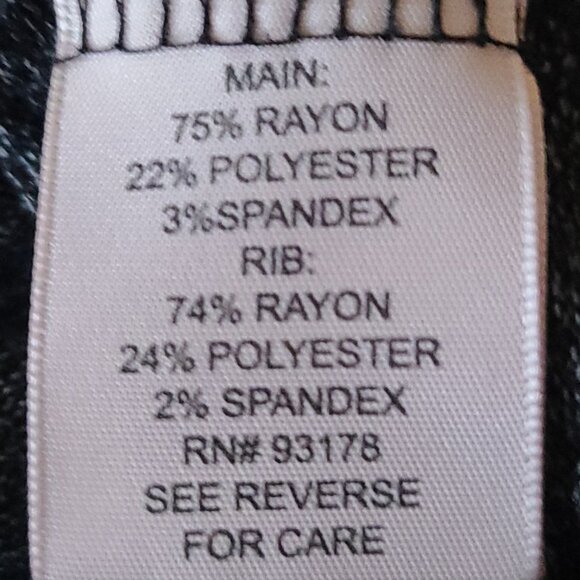 MAIN:
75% RAYON
22% POLYESTER
3%SPANDEX
RIB:
74% RAYON
24% POLYESTER
2% SPANDEX
RN# 93178
SEE REVERSE
FOR CARE